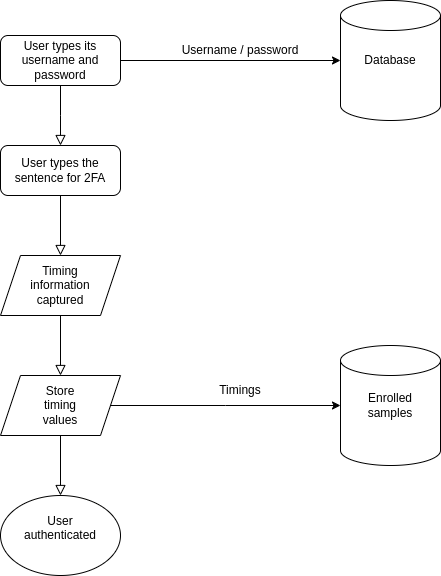 User types its
username and
password
Username / password
Database
User types the
sentence for 2FA
Timing
information
captured
Store
timing
values
Timings
Enrolled
samples
User
authenticated